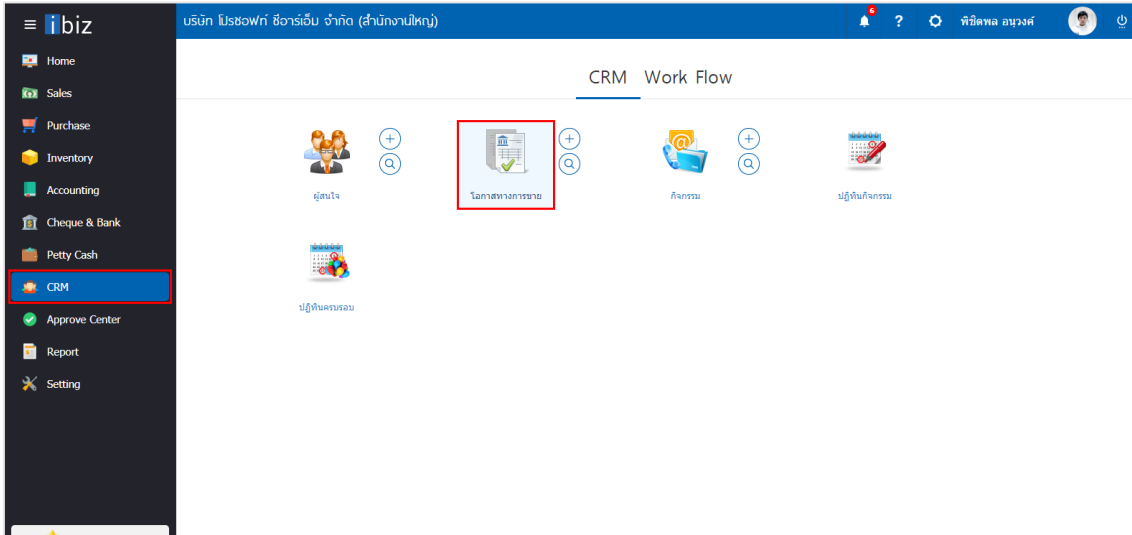 ibiz
บริษัท โปรซอฟท์ ซีอาร์เอ็ม จำกัด (สำนักงานใหญ่)
6
?
พิชิตพล อนุวงค์
Home
Sales
Purchase
Inventory
Accounting
Cheque & Bank
Petty Cash
CRM
Approve Center
Report
Setting
CRM Work Flow
ผู้สนใจ
โอกาสทางการขาย
กิจกรรม
ปฏิทินกิจกรรม
ปฏิทินครบรอบ